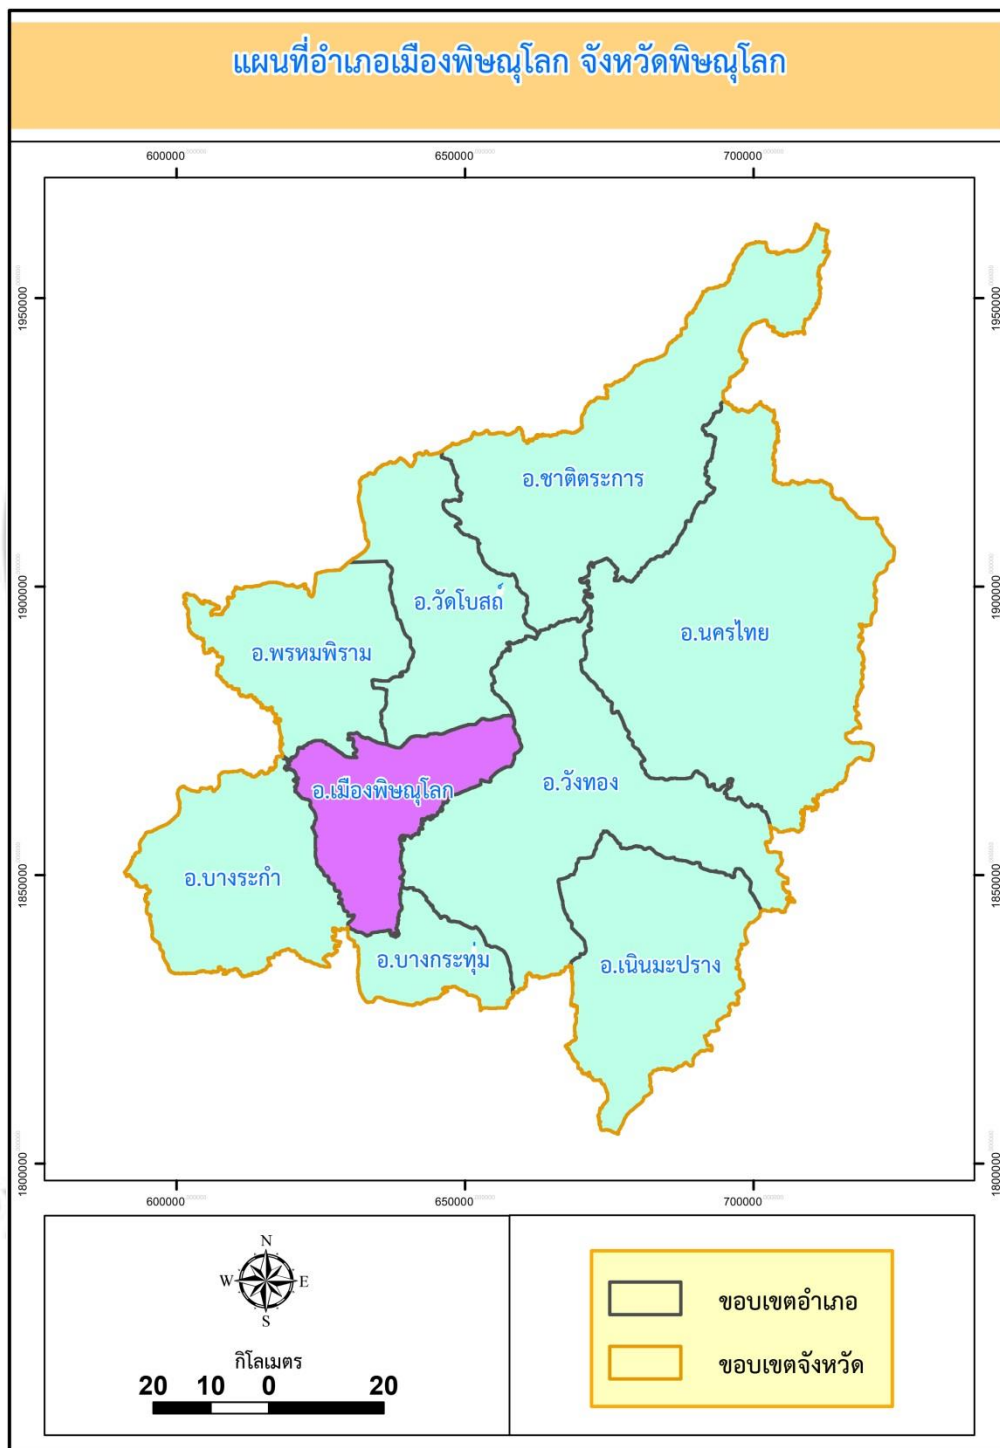 แผนที่อำเภอเมืองพิษณุโลก จังหวัดพิษณุโลก
600000 650000 700000
1950000 1950000
อ.ชาติตระการ
1900000 1900000
อ.วัดโบสถ์
อ.นครไทย
อ.พรหมพิราม
อ.วังทอง
อ.เมืองพิษณุโลก
1850000 1850000
อ.บางระกำ
อ.บางกระทุ่ม
อ.เนินมะปราง
1800000 1800000
600000 650000 700000
N
W E
S
กิโลเมตร
20 10 0 20
ขอบเขตอำเภอ
ขอบเขตจังหวัด